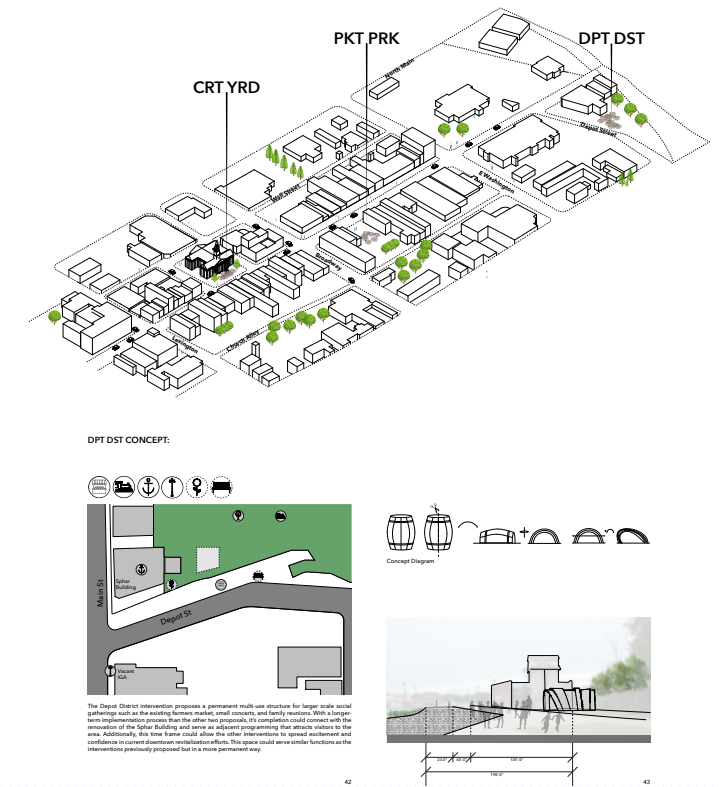 PKT PRK
DPT DST
CRT YRD
North Main
Depot Street
Wall Street
E Washington
Broadway
Lexington
Church Alley
DPT DST CONCEPT:
Concept Diagram
Sphar
Building
Main St
Depot St
Vacant
IGA
The Depot District intervention proposes a permanent multi-use structure for larger scale social
gatherings such as the existing farmers market, small concerts, and family reunions. With a longer-
term implementation process than the other two proposals, it's completion could connect with the
renovation of the Sphar Building and serve as adjacent programming that attracts visitors to the
area. Additionally, this time frame could allow the other interventions to spread excitement and
confidence in current downtown revitalization efforts. This space could serve similar functions as the
interventions previously proposed but in a more permanent way.
42
43